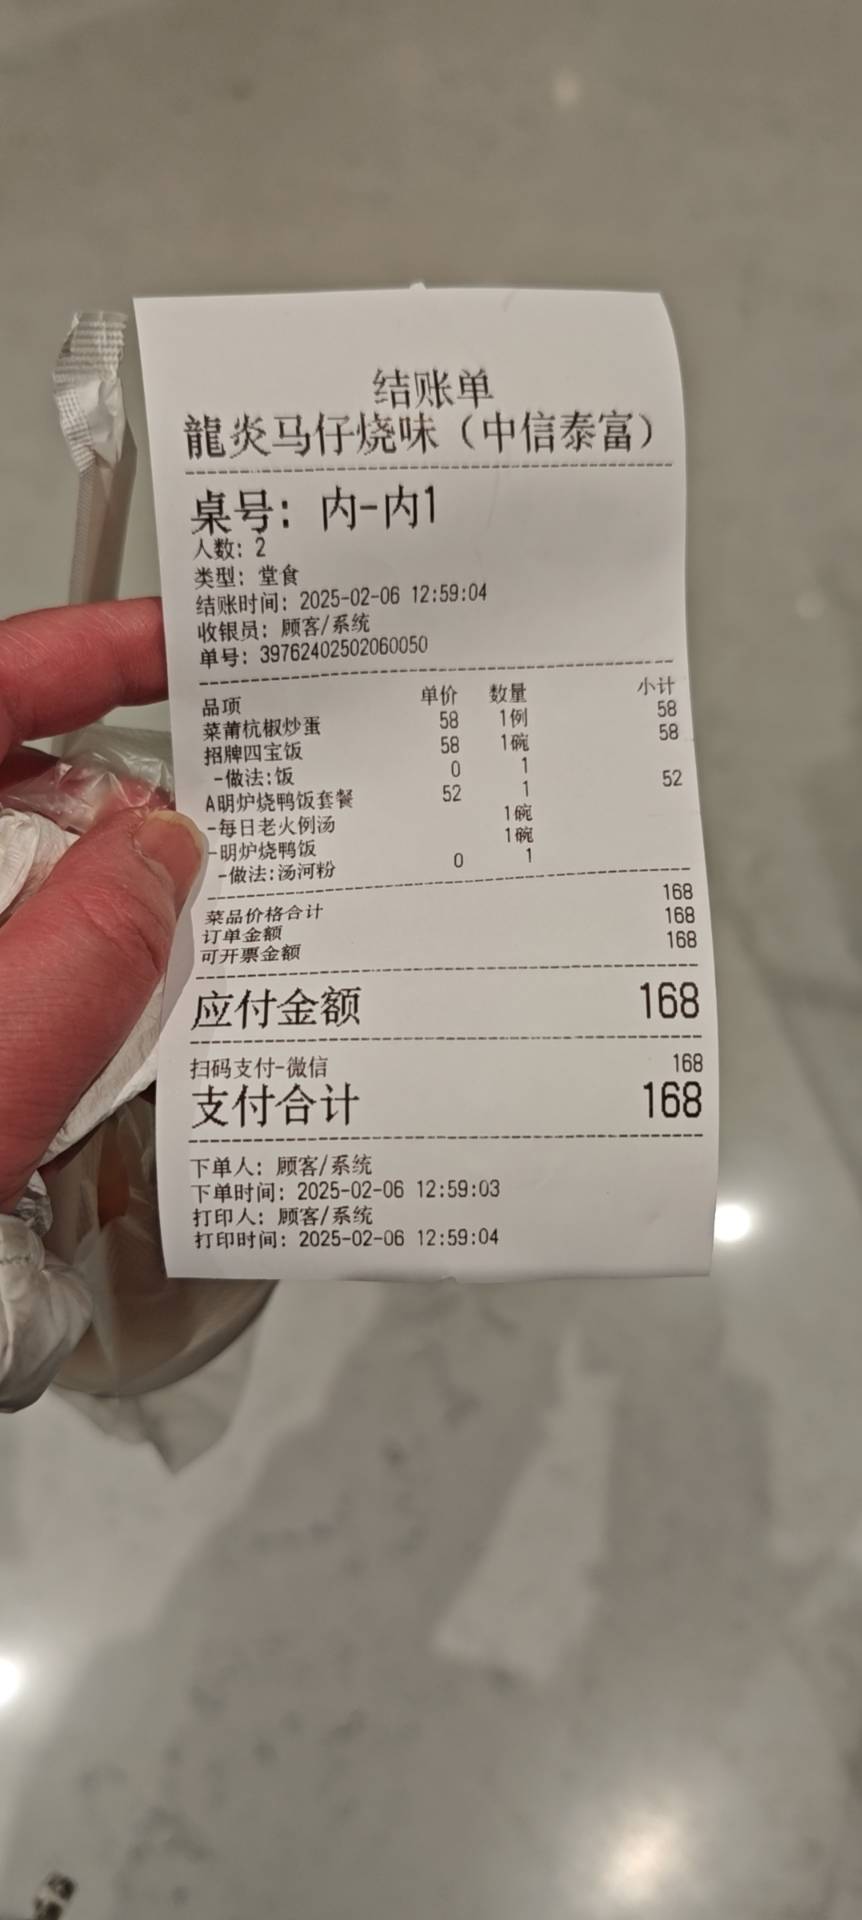 结账单
龍炎马仔烧味（中信泰富）
桌号：内-内1
人数：2
类型：堂食
结账时间：2025-02-06 12:59:04
收银员：顾客/系统
单号：39762402502060050
品项 单价 数量 小计
菜莆杭椒炒蛋 58 1例 58
招牌四宝饭 58 1碗 58
-做法:饭 0 1
A明炉烧鸭饭套餐 52 1 52
-每日老火例汤 1碗
-明炉烧鸭饭 1碗
-做法:汤河粉 0 1
菜品价格合计 168
订单金额 168
可开票金额 168
应付金额 168
扫码支付-微信 168
支付合计 168
下单人：顾客/系统
下单时间：2025-02-06 12:59:03
打印人：顾客/系统
打印时间：2025-02-06 12:59:04